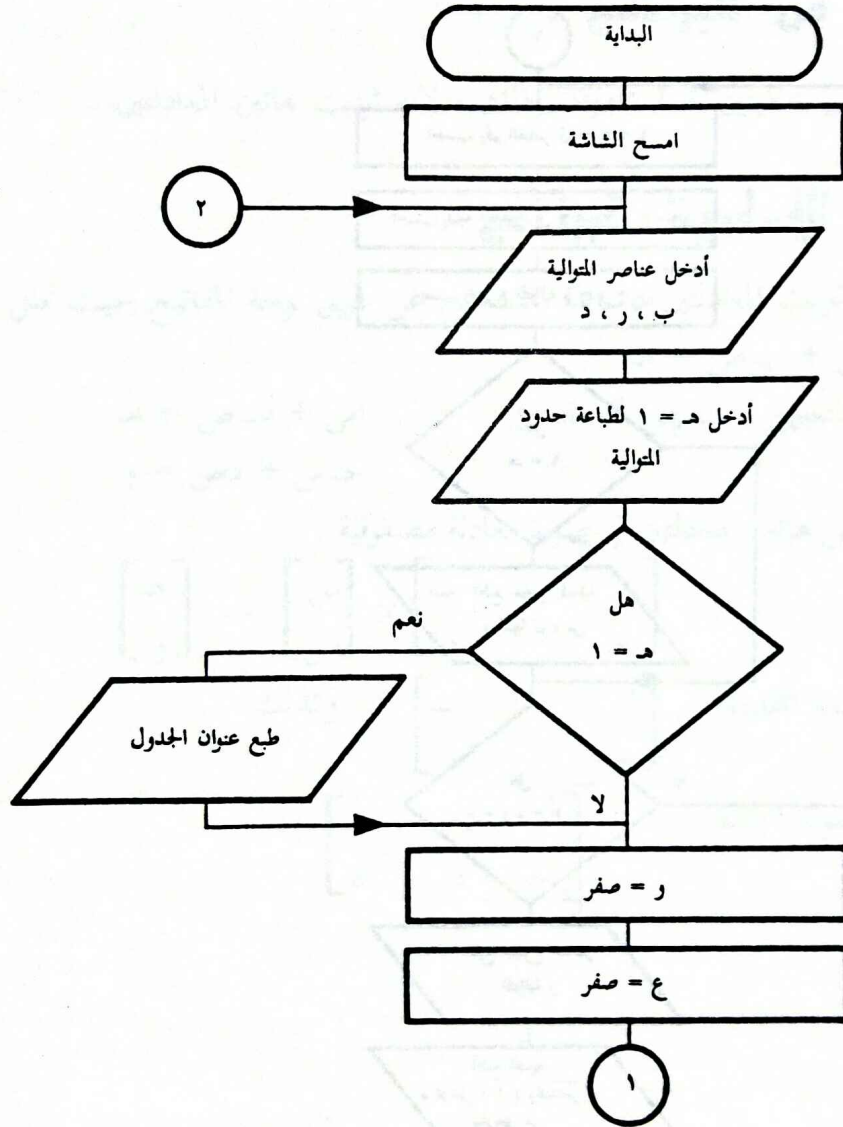 البداية
امسح الشاشة
٢
أدخل عناصر المتوالية
ب ، ر ، د
أدخل هـ = ١ لطباعة حدود
المتوالية
هل
هـ = ١
نعم
طبع عنوان الجدول
لا
و = صفر
ع = صفر
١